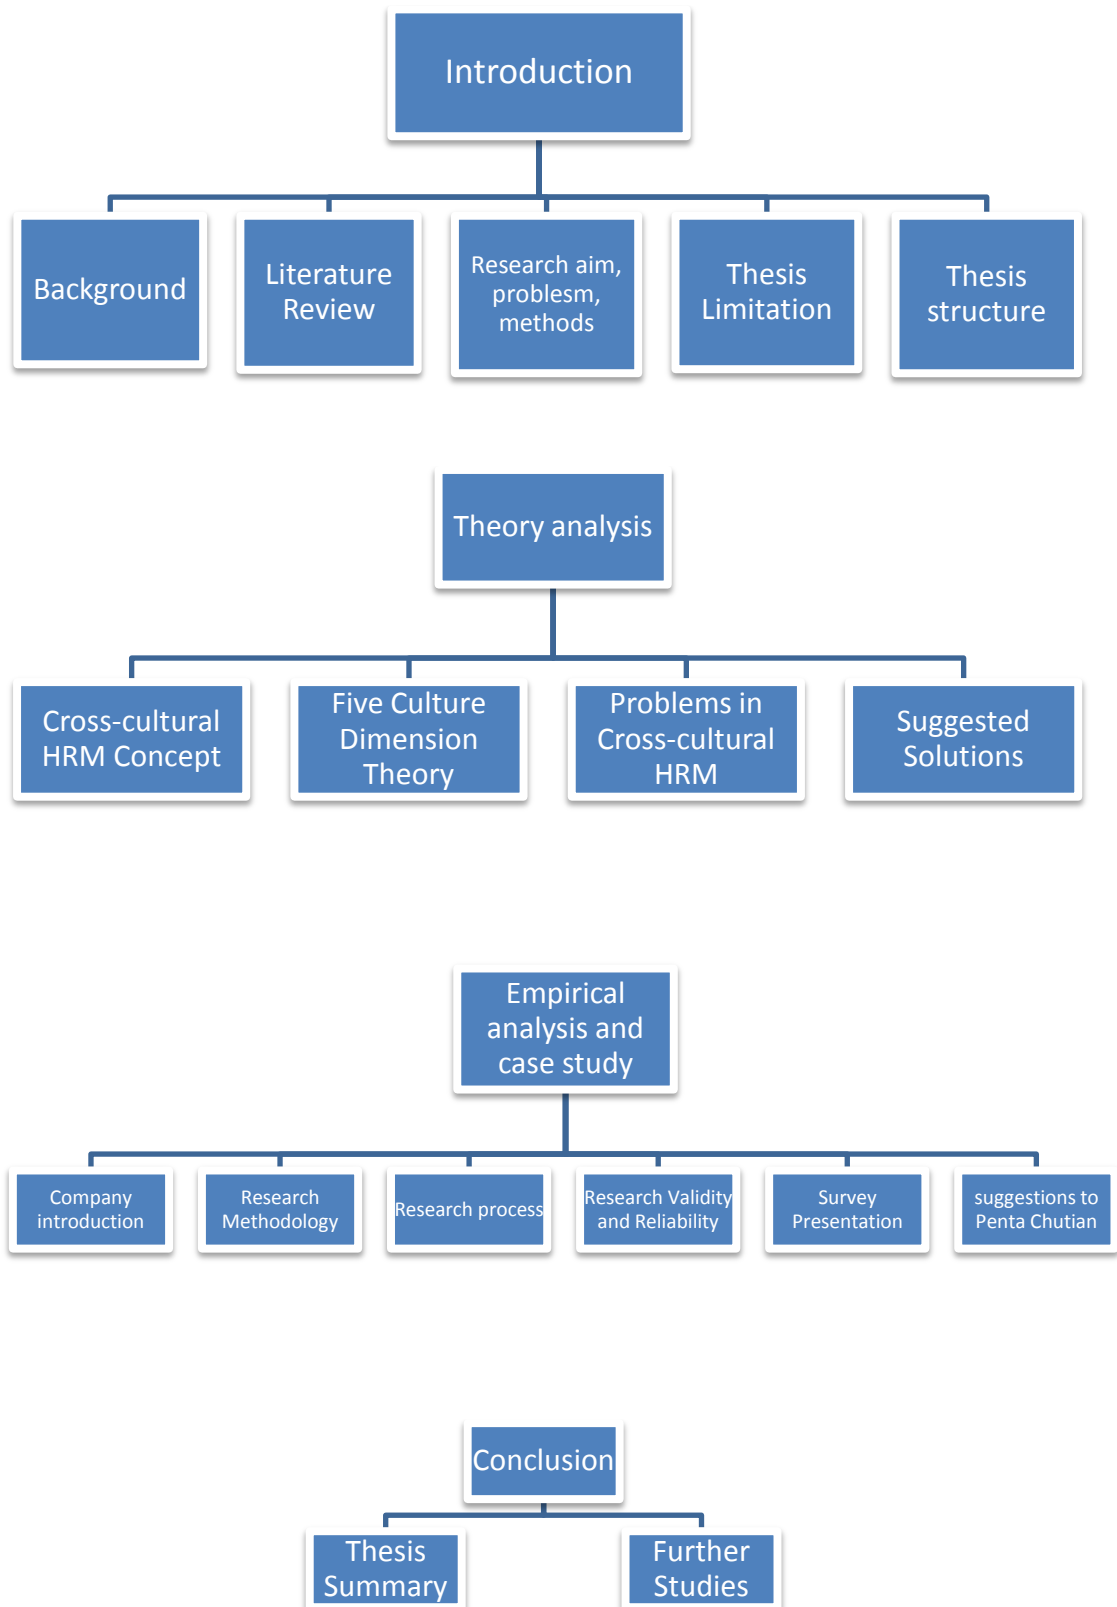 Introduction
Background
Literature
Review
Research aim,
problesm,
methods
Thesis
Limitation
Thesis
structure
Theory analysis
Cross-cultural
HRM Concept
Five Culture
Dimension
Theory
Problems in
Cross-cultural
HRM
Suggested
Solutions
Empirical
analysis and
case study
Company
introduction
Research
Methodology
Research process
Research Validity
and Reliability
Survey
Presentation
suggestions to
Penta Chutian
Conclusion
Thesis
Summary
Further
Studies